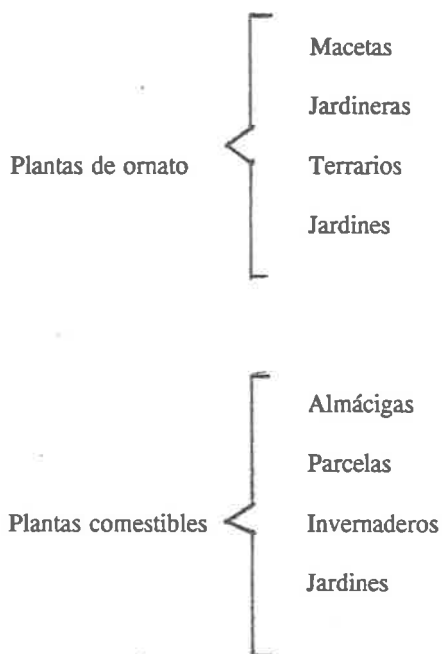 Macetas
Jardineras
Plantas de ornato
Terrarios
Jardines
Almácigas
Parcelas
Plantas comestibles
Invernaderos
Jardines